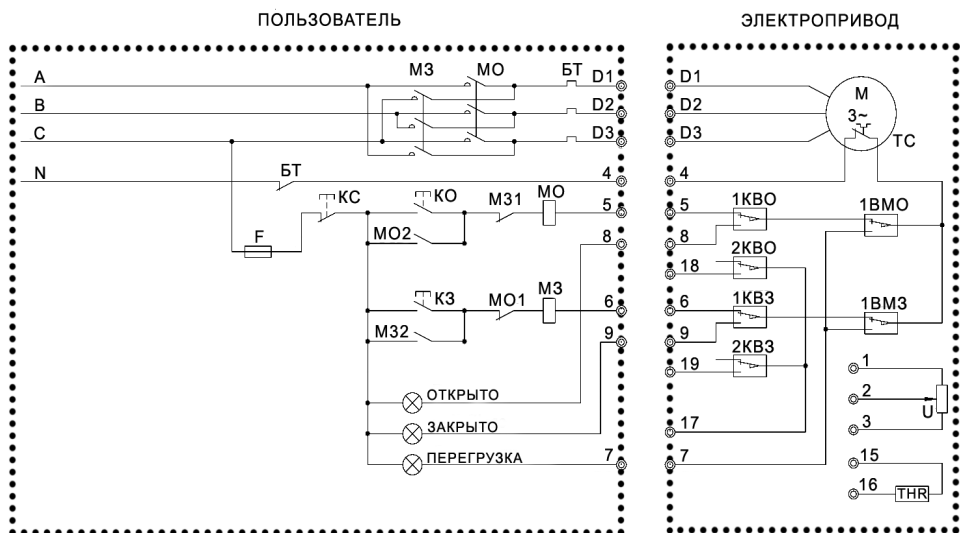 ПОЛЬЗОВАТЕЛЬ
ЭЛЕКТРОПРИВОД
A МЗ МО БТ D1
B D2
C D3
N БТ 4
КС КО МЗ1 МО 5
F МО2 8
КЗ МО1 МЗ 6
МЗ2 9
ОТКРЫТО
ЗАКРЫТО
ПЕРЕГРУЗКА 7
D1 М
D2 3~
D3 ТС
4
5 1КВО 1ВМО
8
2КВО
18
6 1КВЗ 1ВМЗ
9
2КВЗ
19
1
2
U
3
17
7
15
16 THR